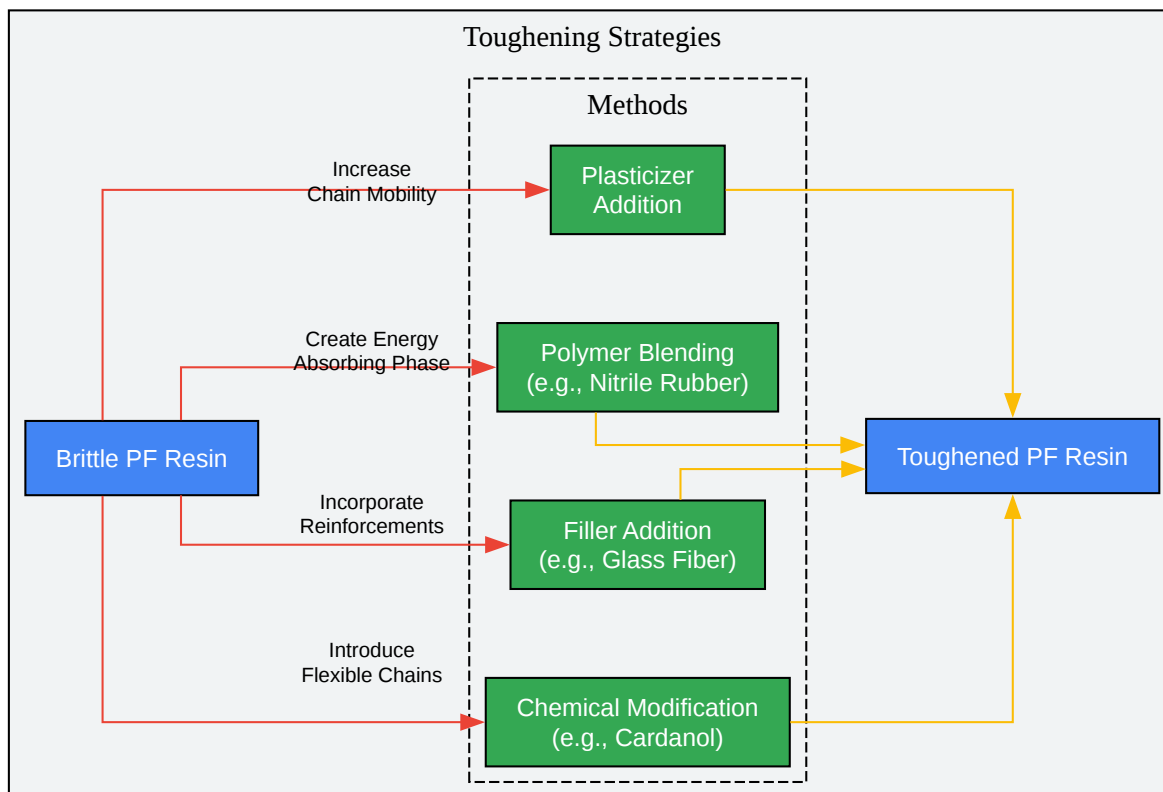 Toughening Strategies
Methods
Increase
Chain Mobility
Plasticizer
Addition
Create Energy
Absorbing Phase
Polymer Blending
(e.g., Nitrile Rubber)
Brittle PF Resin
Toughened PF Resin
Incorporate
Reinforcements
Filler Addition
(e.g., Glass Fiber)
Introduce
Flexible Chains
Chemical Modification
(e.g., Cardanol)